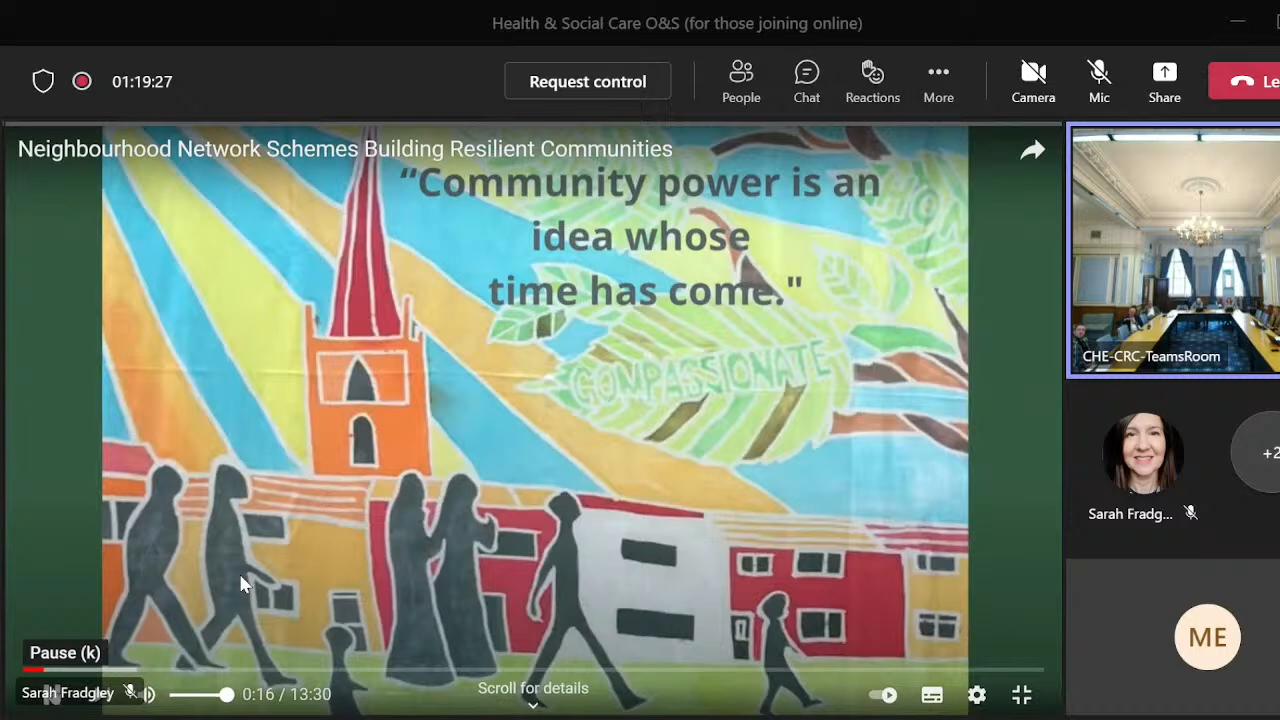 Health & Social Care O&S (for those joining online)
01:19:27
Request control
People
Chat
Reactions
More
Camera
Mic
Share
Le
Neighbourhood Network Schemes Building Resilient Communities
“Community power is an
idea whose
time has come."
COMPASSIONATE
CHE-CRC-TeamsRoom
Sarah Fradg...
+2
ME
Pause (k)
Sarah Fradgley
0:16 / 13:30
Scroll for details